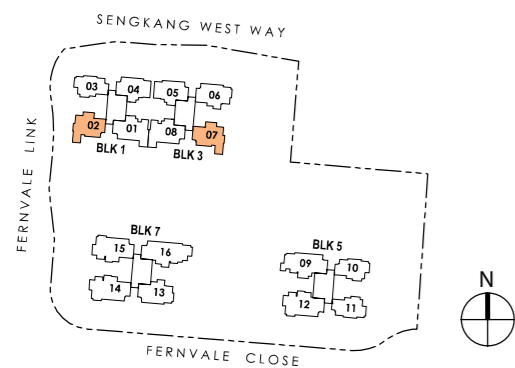 SENGKANG WEST WAY
03 04 05 06
02 01 08 07
BLK 1 BLK 3
FERNVALE LINK
BLK 7
15 16
14 13
BLK 5
09 10
12 11
N
FERNVALE CLOSE